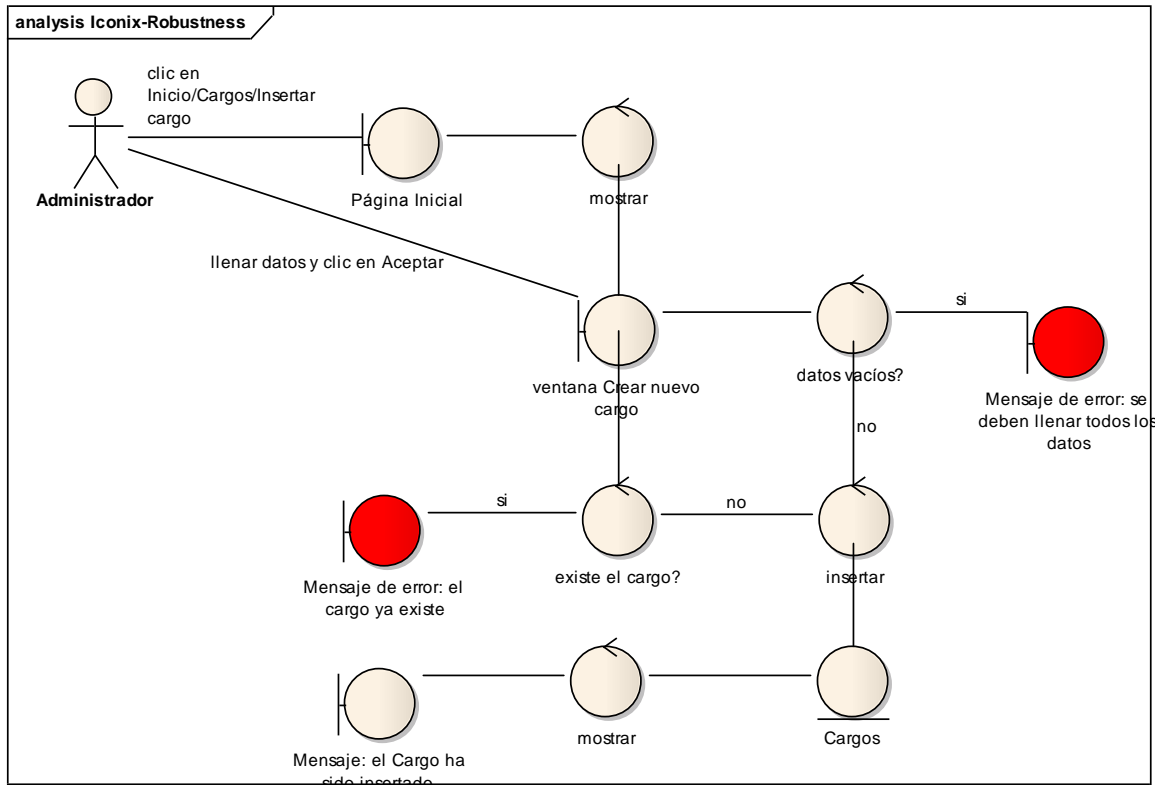 analysis Iconix-Robustness
clic en
Inicio/Cargos/Insertar
cargo
Administrador
Página Inicial
mostrar
llenar datos y clic en Aceptar
si
ventana Crear nuevo
cargo
datos vacíos?
Mensaje de error: se
deben llenar todos los
datos
no
si
no
Mensaje de error: el
cargo ya existe
existe el cargo?
insertar
Mensaje: el Cargo ha
sido insertado
mostrar
Cargos